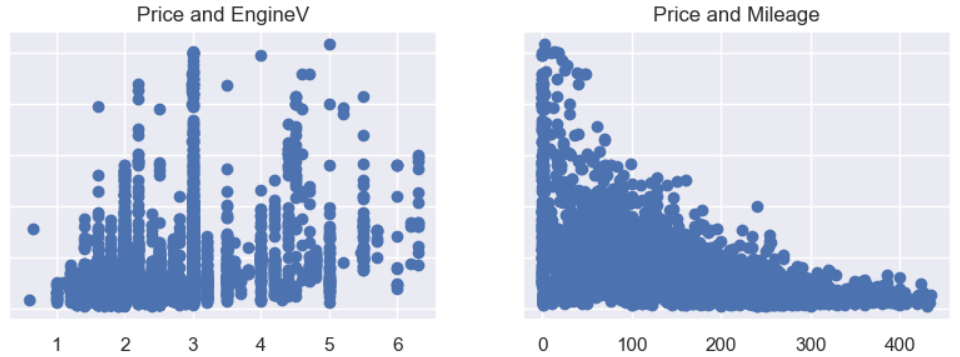 Price and EngineV
Price and Mileage
1 2 3 4 5 6
0 100 200 300 400